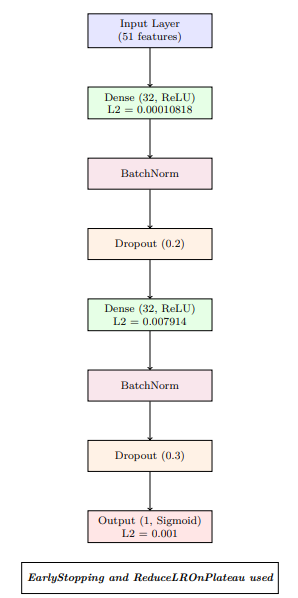 Input Layer
(51 features)
Dense (32, ReLU)
L2 = 0.00010818
BatchNorm
Dropout (0.2)
Dense (32, ReLU)
L2 = 0.007914
BatchNorm
Dropout (0.3)
Output (1, Sigmoid)
L2 = 0.001
EarlyStopping and ReduceLROnPlateau used